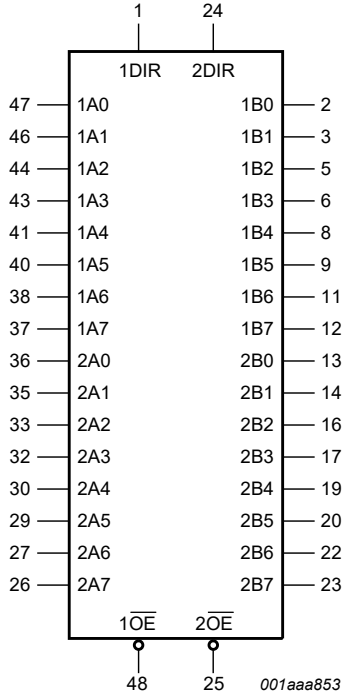 1 24
1DIR 2DIR
47 1A0 1B0 2
46 1A1 1B1 3
44 1A2 1B2 5
43 1A3 1B3 6
41 1A4 1B4 8
40 1A5 1B5 9
38 1A6 1B6 11
37 1A7 1B7 12
36 2A0 2B0 13
35 2A1 2B1 14
33 2A2 2B2 16
32 2A3 2B3 17
30 2A4 2B4 19
29 2A5 2B5 20
27 2A6 2B6 22
26 2A7 2B7 23
1O̅E̅ 2O̅E̅
48 25 001aaa853